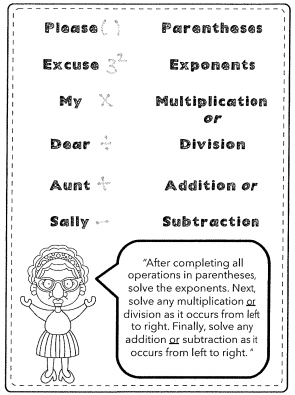 Please ( ) Parentheses
Excuse 3² Exponents
My × Multiplication
or
Dear ÷ Division
Aunt + Addition or
Sally - Subtraction
"After completing all
operations in parentheses,
solve the exponents. Next,
solve any multiplication or
division as it occurs from left
to right. Finally, solve any
addition or subtraction as it
occurs from left to right. "